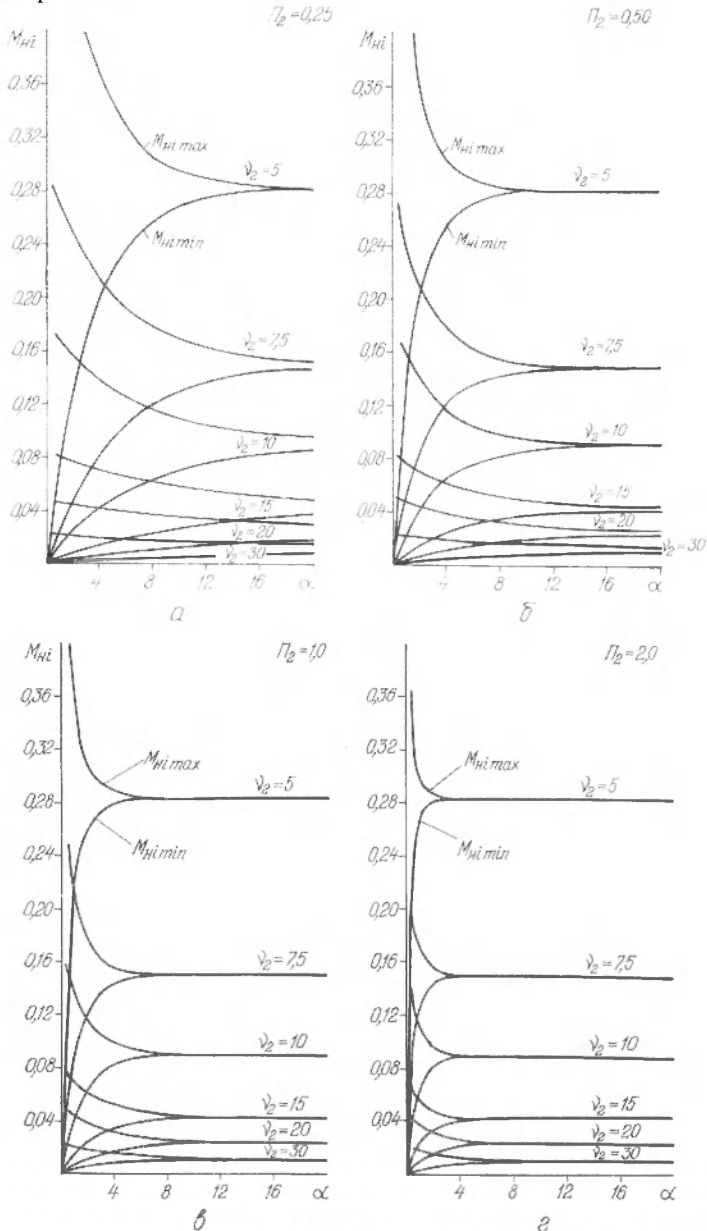 П₂=0,25
Mнi
0,36
0,32
0,28
0,24
0,20
0,16
0,12
0,08
0,04
Mнi max
Mнi min
ν₂=5
ν₂=7,5
ν₂=10
ν₂=15
ν₂=20
ν₂=30
4 8 12 16 α
а
П₂=0,50
Mнi
0,36
0,32
0,28
0,24
0,20
0,16
0,12
0,08
0,04
Mнi max
Mнi min
ν₂=5
ν₂=7,5
ν₂=10
ν₂=15
ν₂=20
ν₂=30
4 8 12 16 α
б
П₂=1,0
Mнi
0,36
0,32
0,28
0,24
0,20
0,16
0,12
0,08
0,04
Mнi max
Mнi min
ν₂=5
ν₂=7,5
ν₂=10
ν₂=15
ν₂=20
ν₂=30
4 8 12 16 α
в
П₂=2,0
0,36
0,32
0,28
0,24
0,20
0,16
0,12
0,08
0,04
Mнi max
Mнi min
ν₂=5
ν₂=7,5
ν₂=10
ν₂=15
ν₂=20
ν₂=30
4 8 12 16 α
г